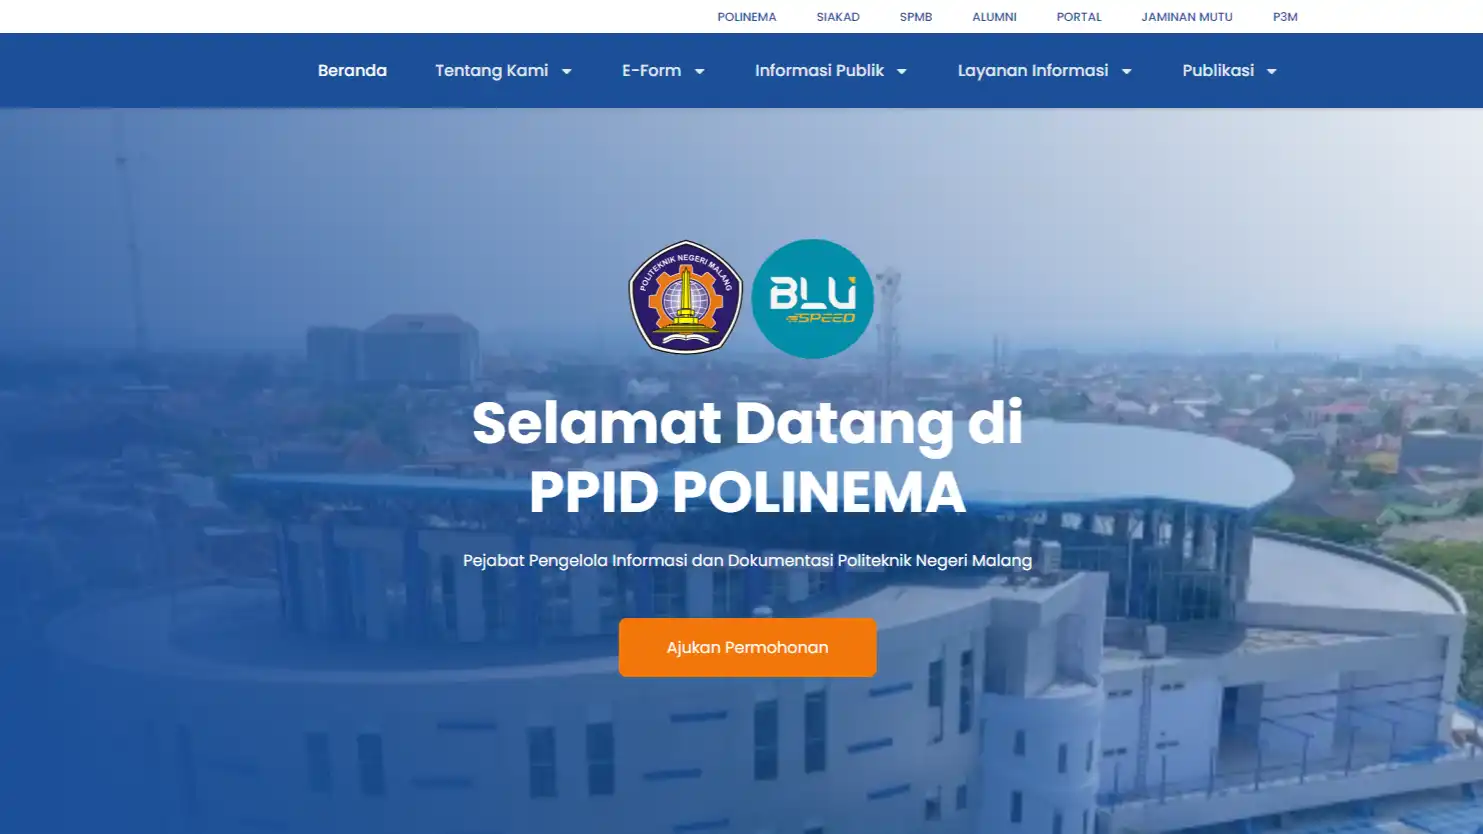 POLINEMA SIAKAD SPMB ALUMNI PORTAL JAMINAN MUTU P3M
Beranda Tentang Kami E-Form Informasi Publik Layanan Informasi Publikasi
POLITEKNIK NEGERI MALANG
BLU
SPEED
Selamat Datang di
PPID POLINEMA
Pejabat Pengelola Informasi dan Dokumentasi Politeknik Negeri Malang
Ajukan Permohonan